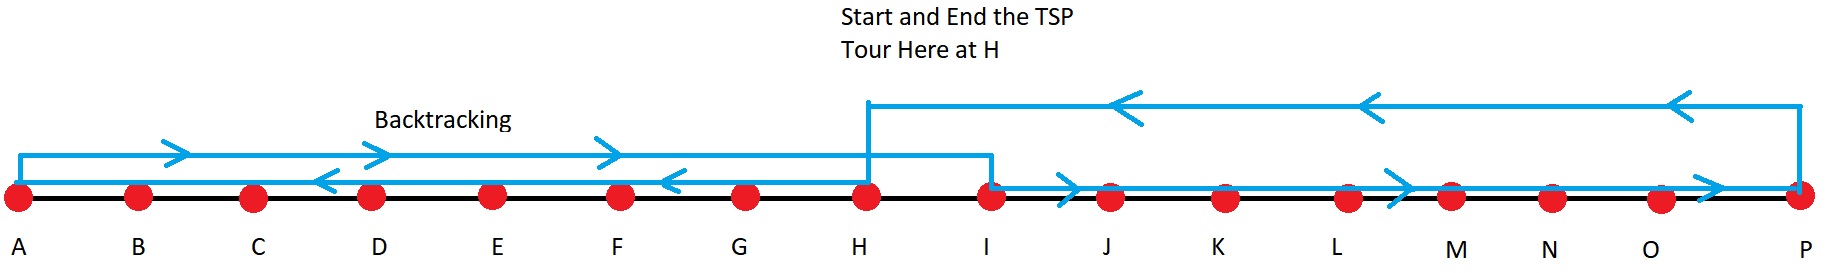 Start and End the TSP
Tour Here at H
Backtracking
A B C D E F G H I J K L M N O P